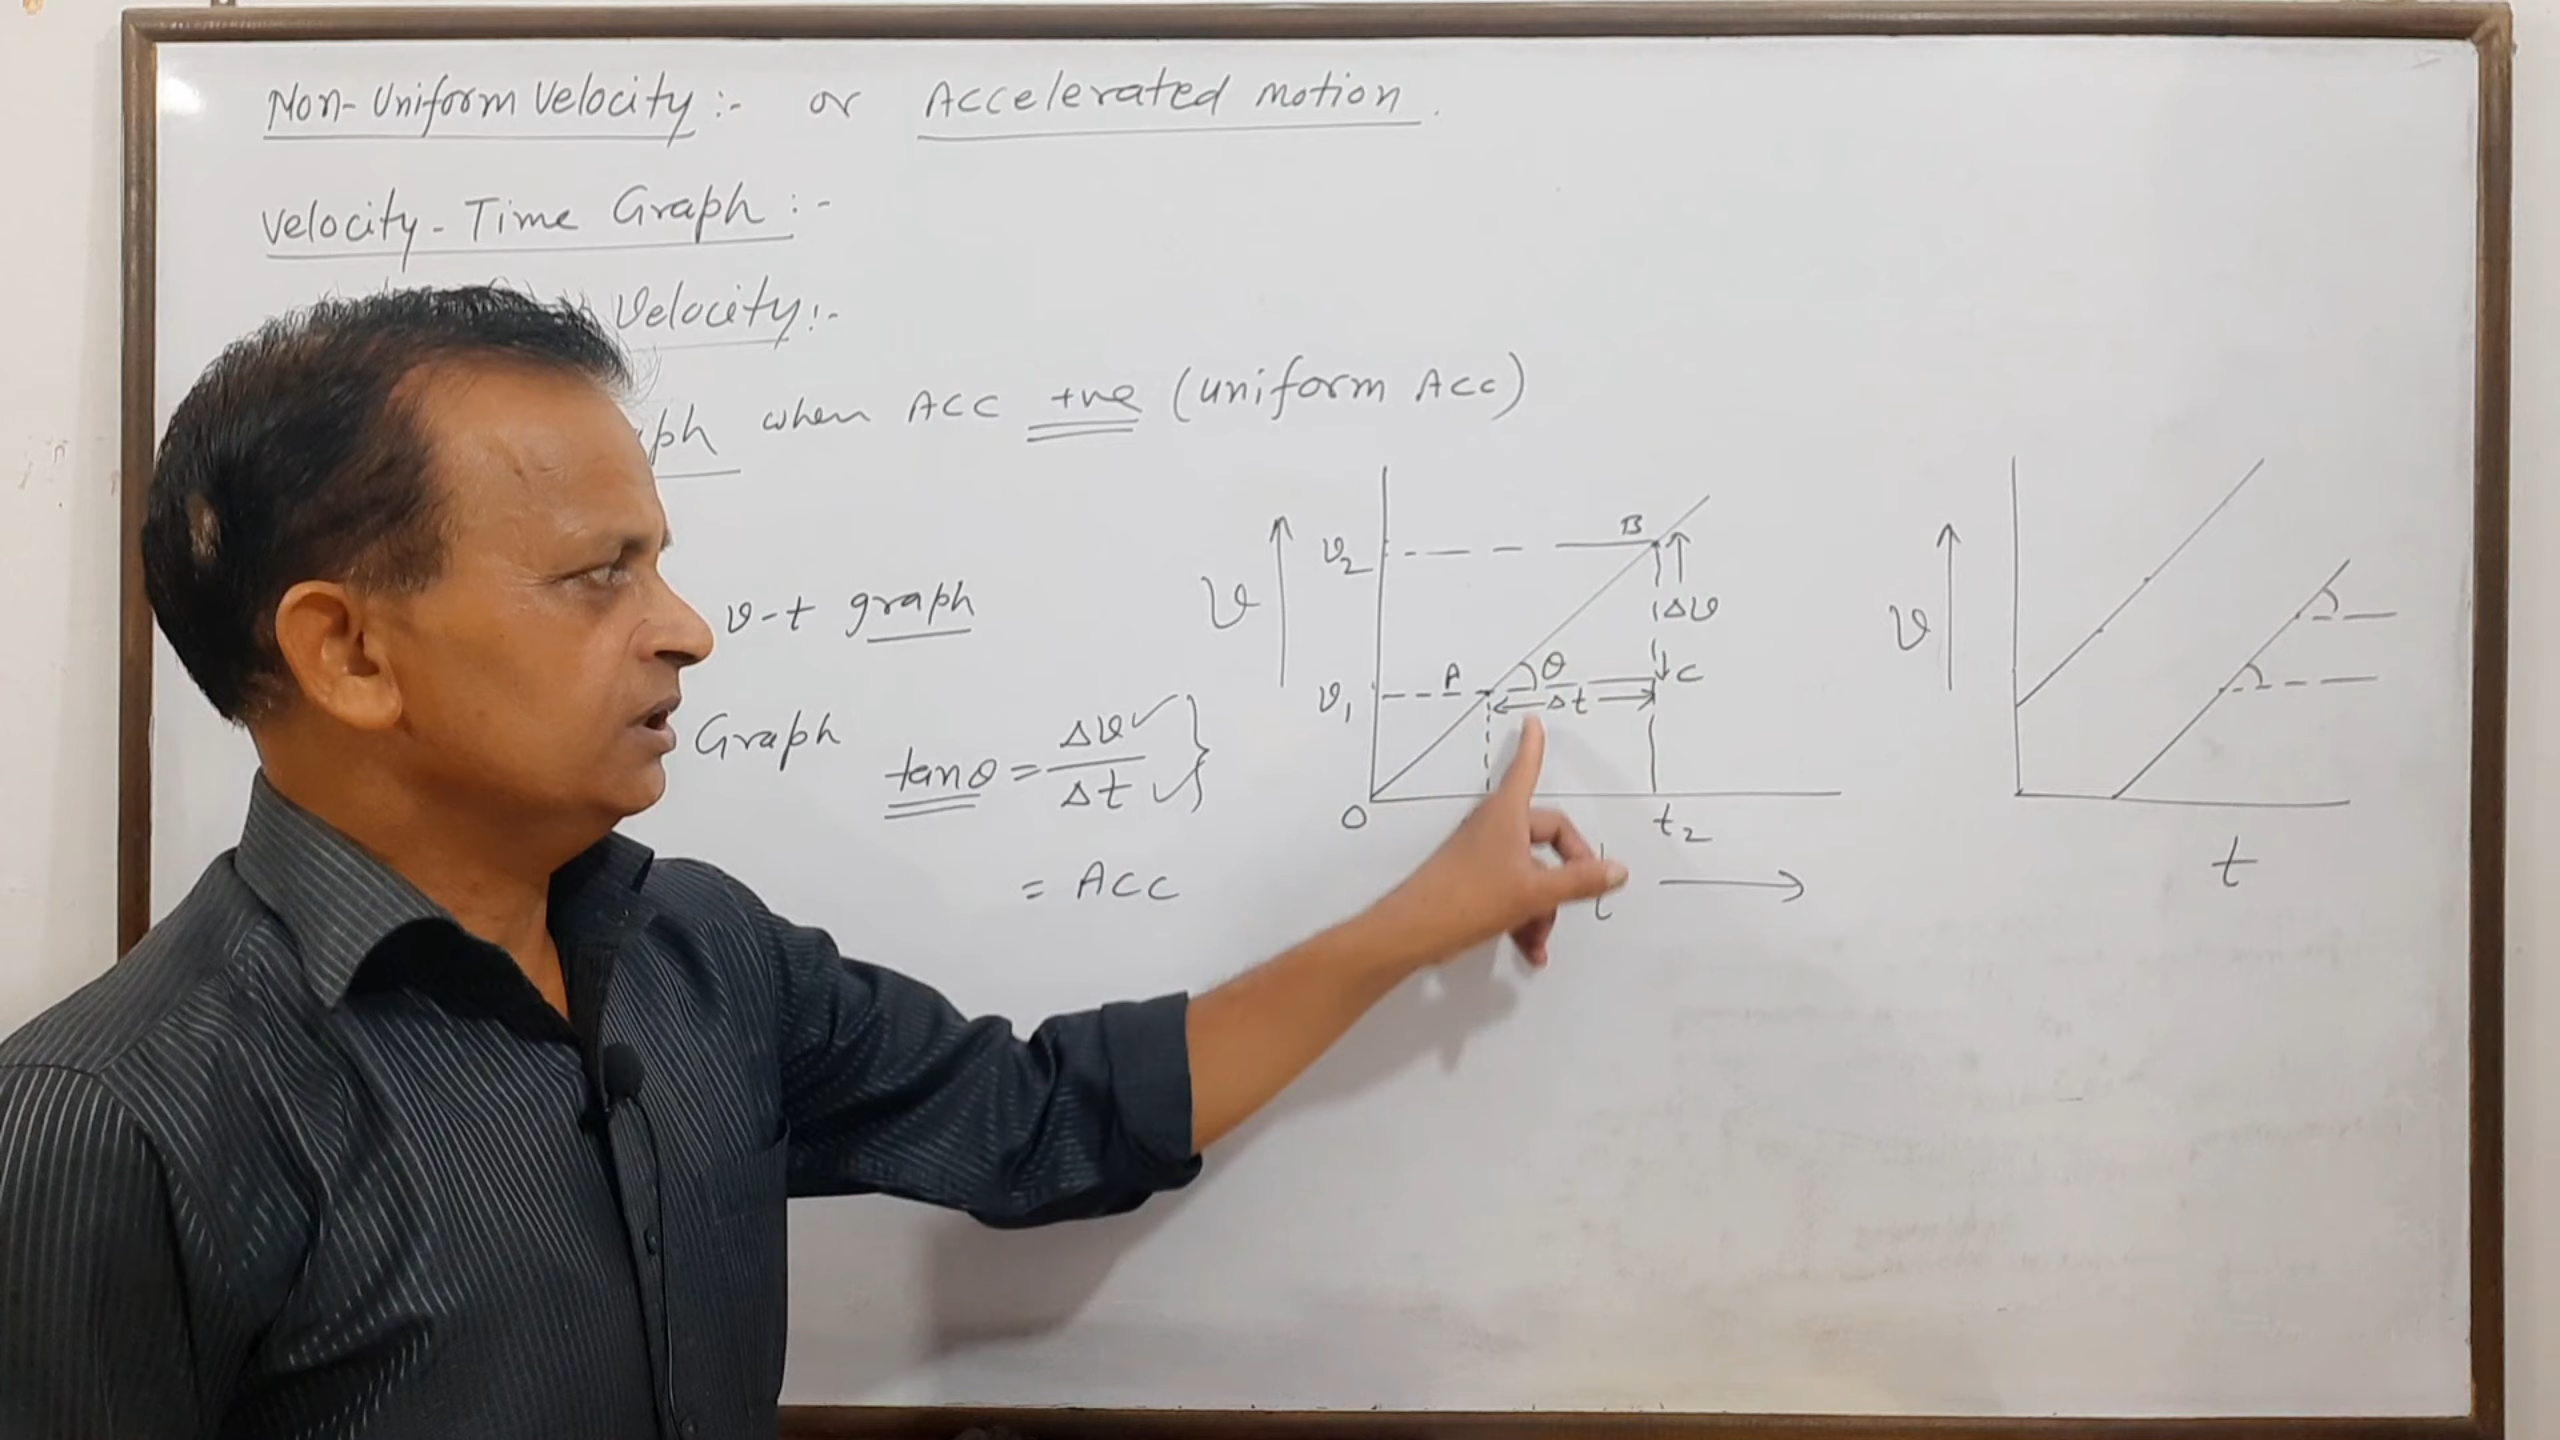 Non-Uniform Velocity :- or Accelerated motion.
Velocity-Time Graph :-
Velocity:-
when Acc +ve (uniform Acc)
v-t graph
Graph
tanθ = Δv / Δt
= Acc
v
v2
v1
A
B
C
θ
Δv
Δt
O
t2
t
v
t